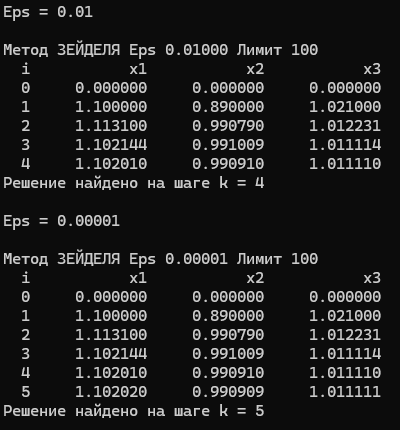 Eps = 0.01
Метод ЗЕЙДЕЛЯ Eps 0.01000 Лимит 100
i x1 x2 x3
0 0.000000 0.000000 0.000000
1 1.100000 0.890000 1.021000
2 1.113100 0.990790 1.012231
3 1.102144 0.991009 1.011114
4 1.102010 0.990910 1.011110
Решение найдено на шаге k = 4
Eps = 0.00001
Метод ЗЕЙДЕЛЯ Eps 0.00001 Лимит 100
i x1 x2 x3
0 0.000000 0.000000 0.000000
1 1.100000 0.890000 1.021000
2 1.113100 0.990790 1.012231
3 1.102144 0.991009 1.011114
4 1.102010 0.990910 1.011110
5 1.102020 0.990909 1.011111
Решение найдено на шаге k = 5